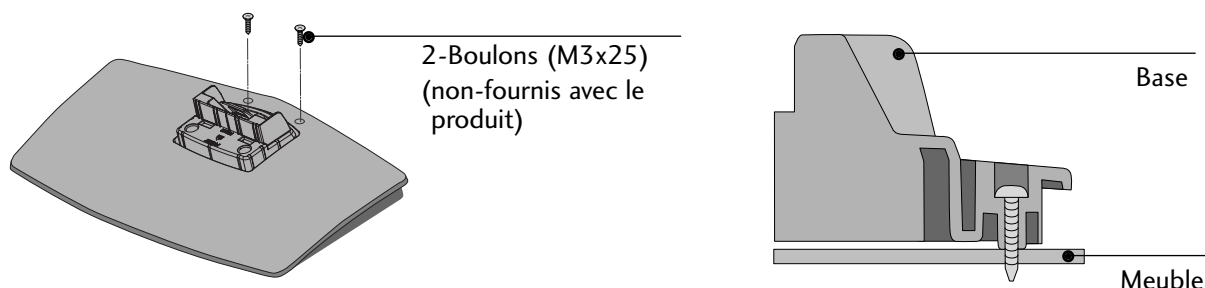 2-Boulons (M3x25)
(non-fournis avec le
produit)
Base
Meuble